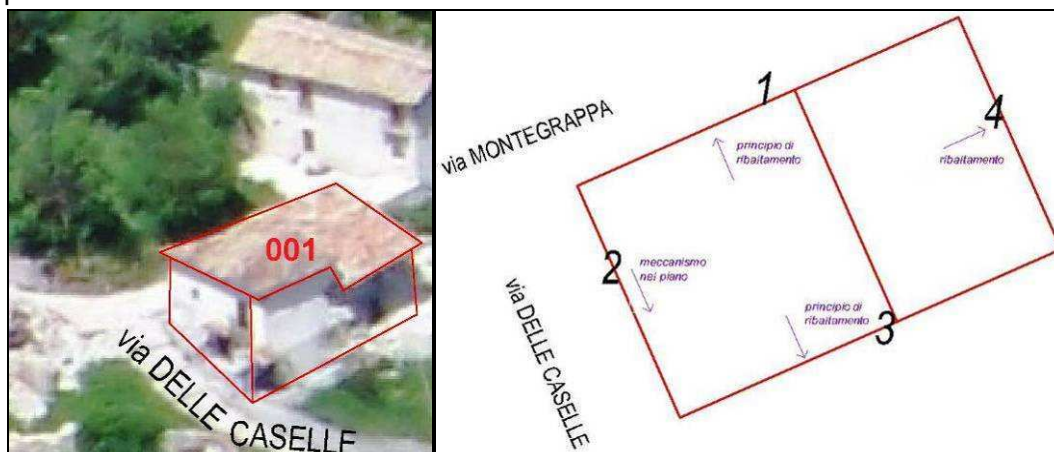 001
via DELLE CASELLE
via MONTEGRAPPA
1
principio di
ribaltamento
4
ribaltamento
2
meccanismo
nel piano
principio di
ribaltamento
3
via DELLE CASELLE